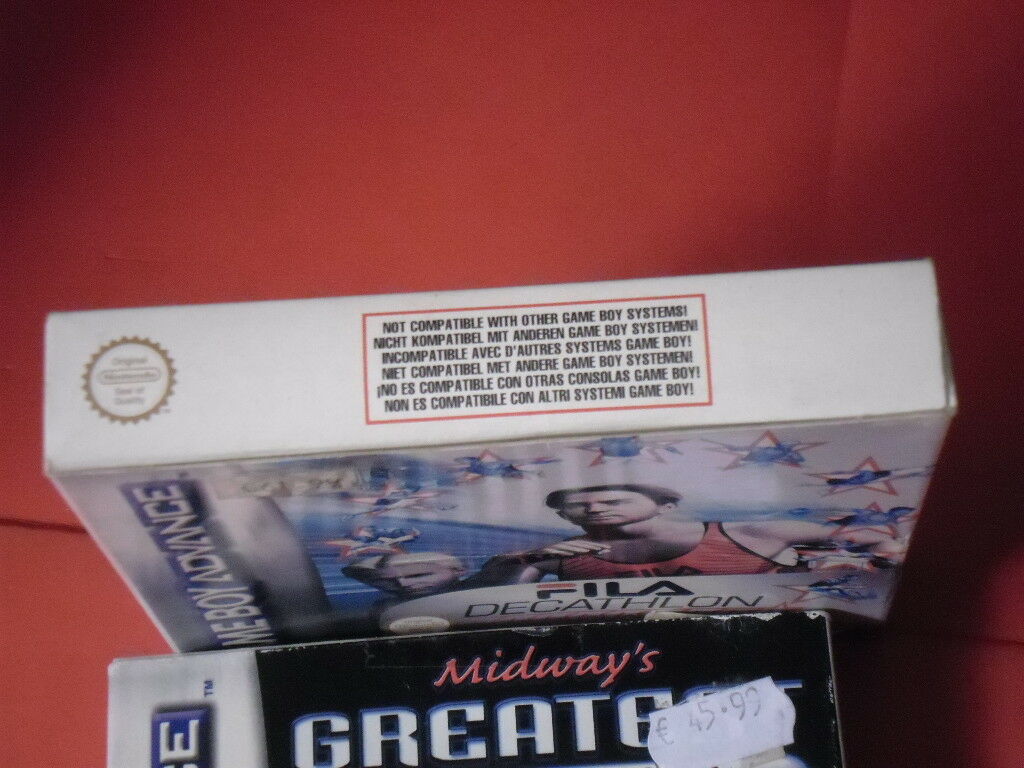 Original
Nintendo
Seal of
Quality
NOT COMPATIBLE WITH OTHER GAME BOY SYSTEMS!
NICHT KOMPATIBEL MIT ANDEREN GAME BOY SYSTEMEN!
INCOMPATIBLE AVEC D'AUTRES SYSTEMS GAME BOY!
NIET COMPATIBEL MET ANDERE GAME BOY SYSTEMEN!
¡NO ES COMPATIBLE CON OTRAS CONSOLAS GAME BOY!
NON ES COMPATIBILE CON ALTRI SYSTEMI GAME BOY!
MEBOY ADVANCE
FILA
DECATHLON
Midway's
GREATEST
€ 45.99
CE™